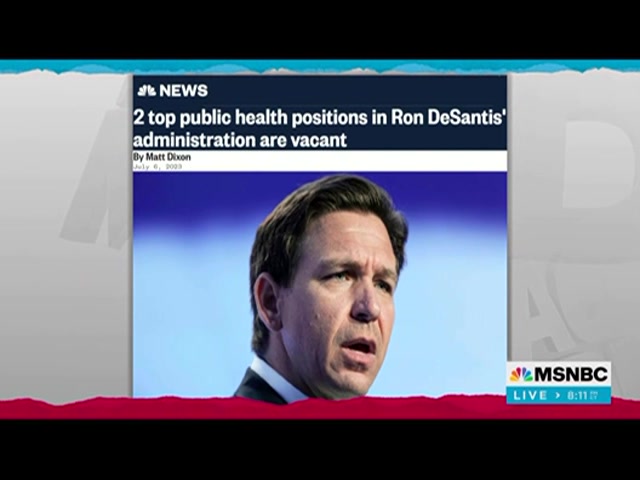 NEWS
2 top public health positions in Ron DeSantis'
administration are vacant
By Matt Dixon
July 6, 2023
MSNBC
LIVE > 8:11